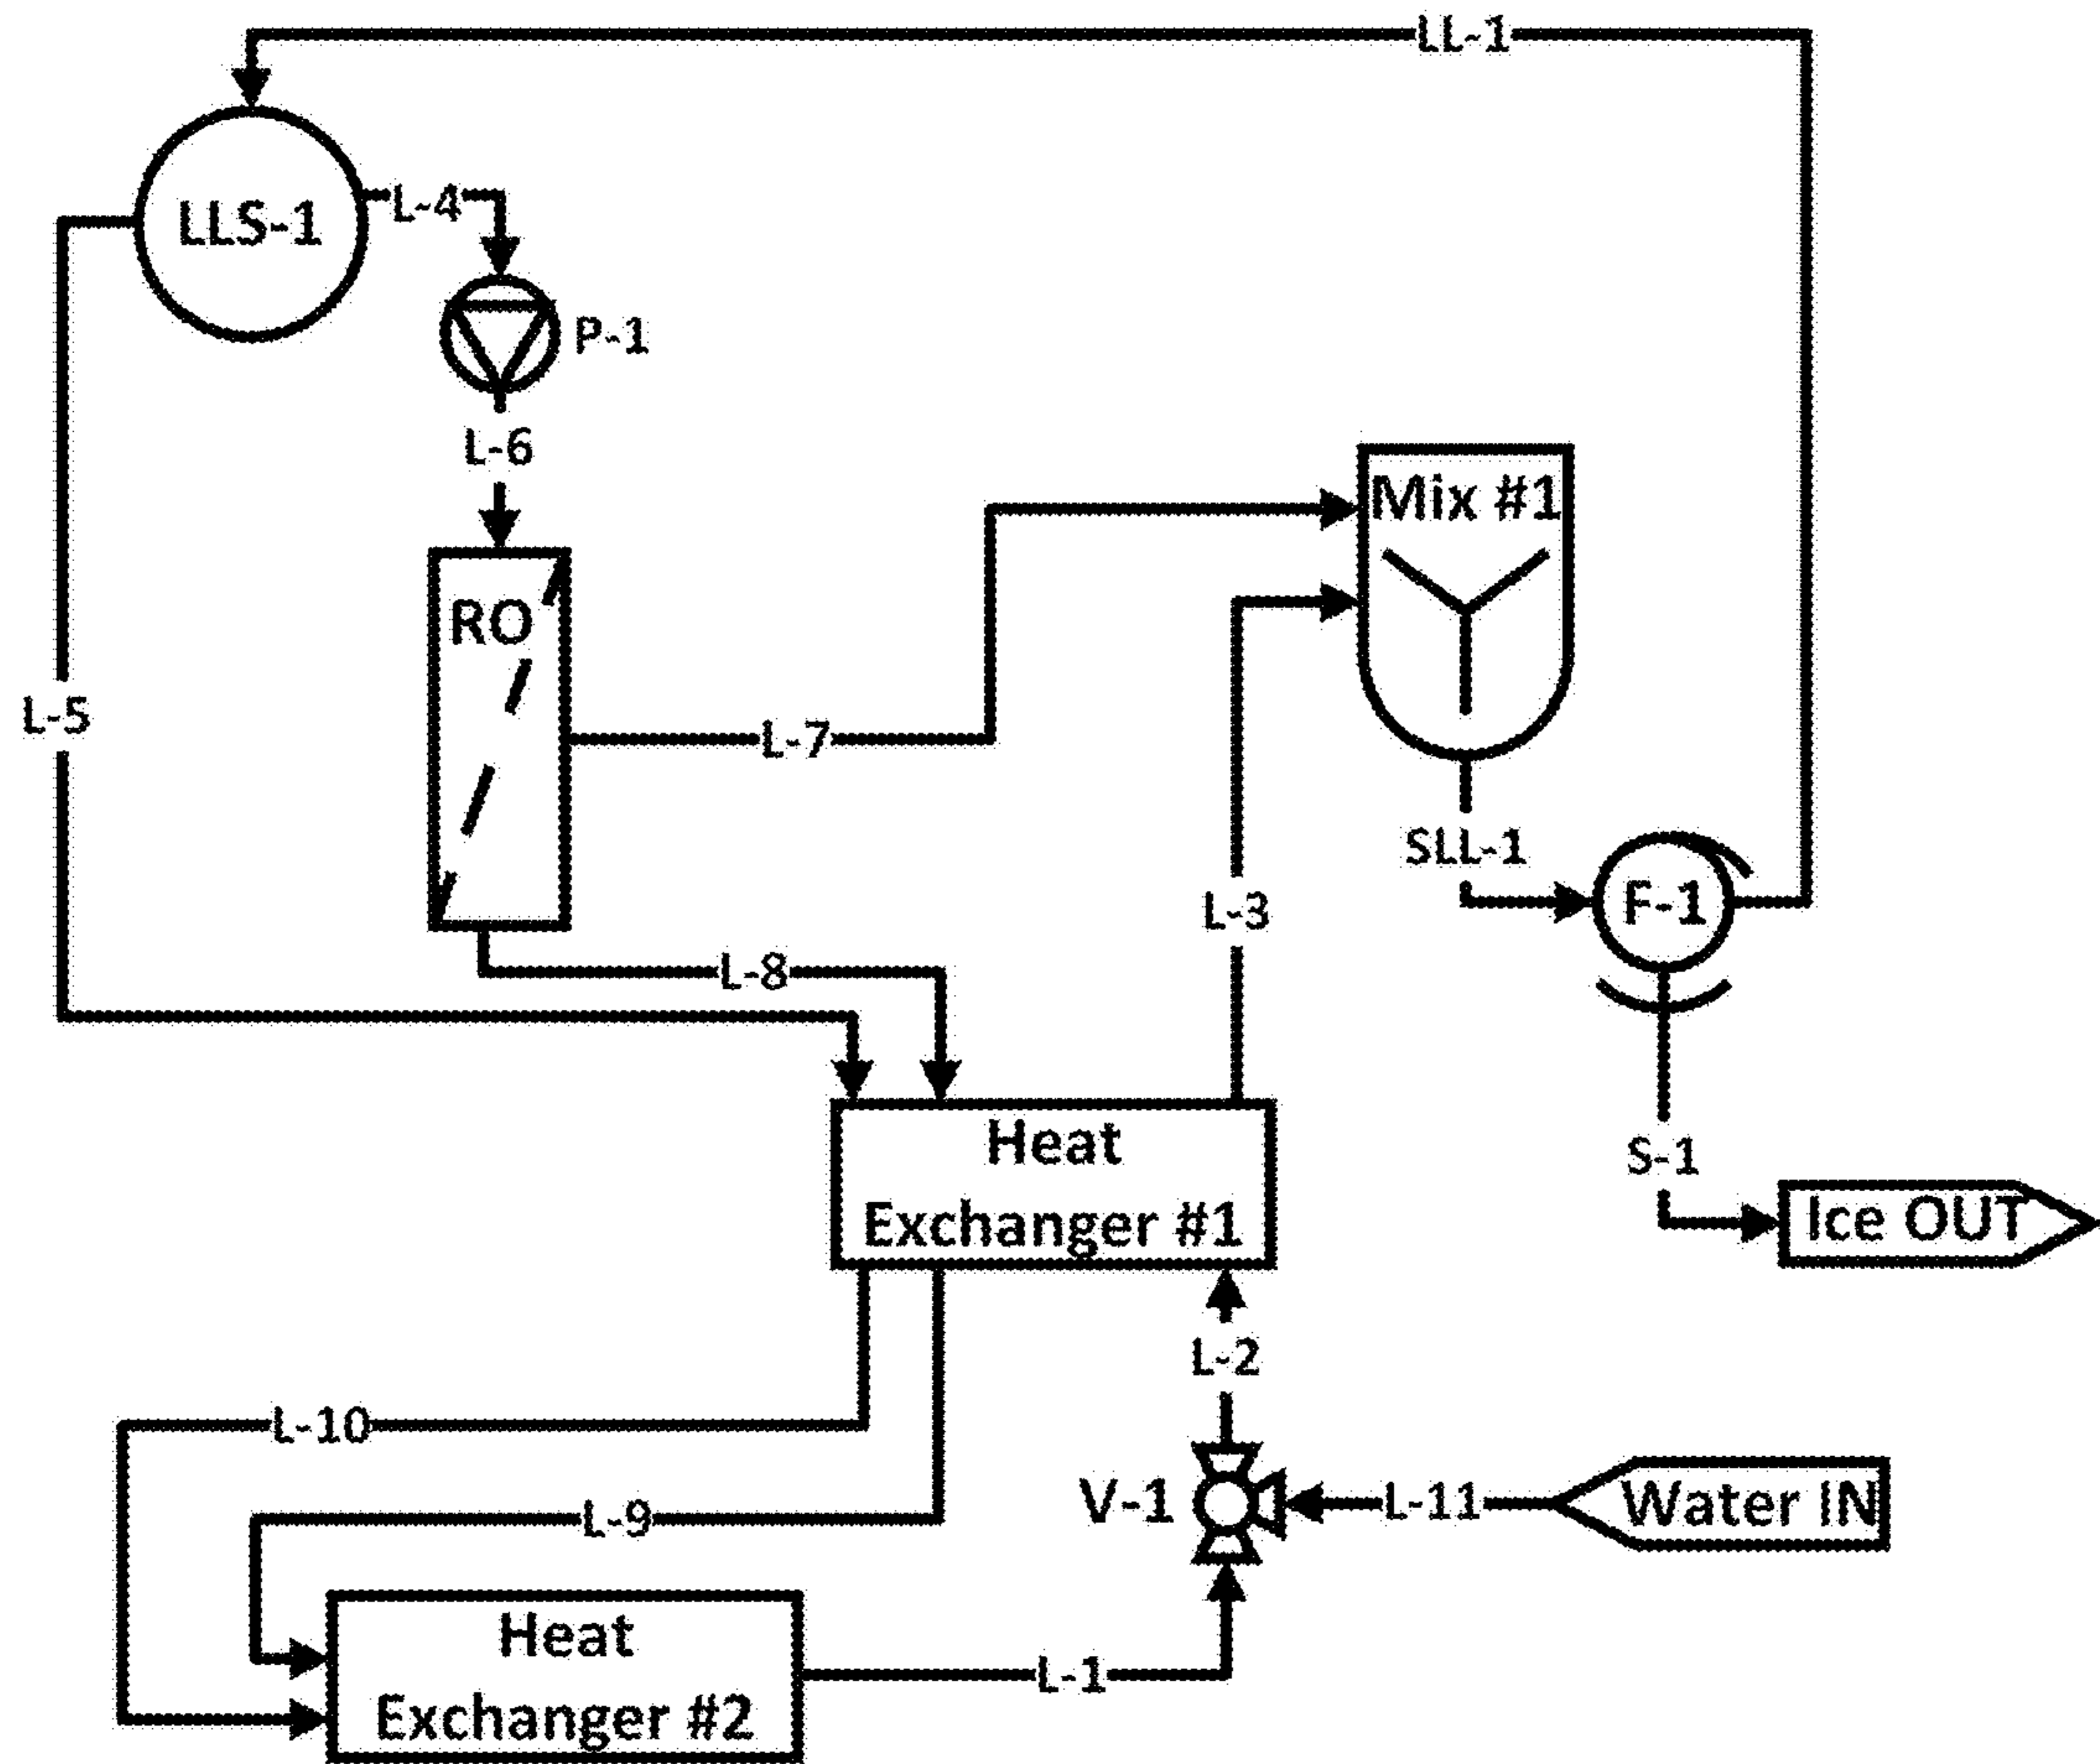 LL-1
LLS-1
L-4
P-1
L-6
Mix #1
RO
L-5
L-7
SLL-1
F-1
L-3
L-8
Heat
Exchanger #1
S-1
Ice OUT
L-2
L-10
V-1
L-11
Water IN
L-9
Heat
Exchanger #2
L-1